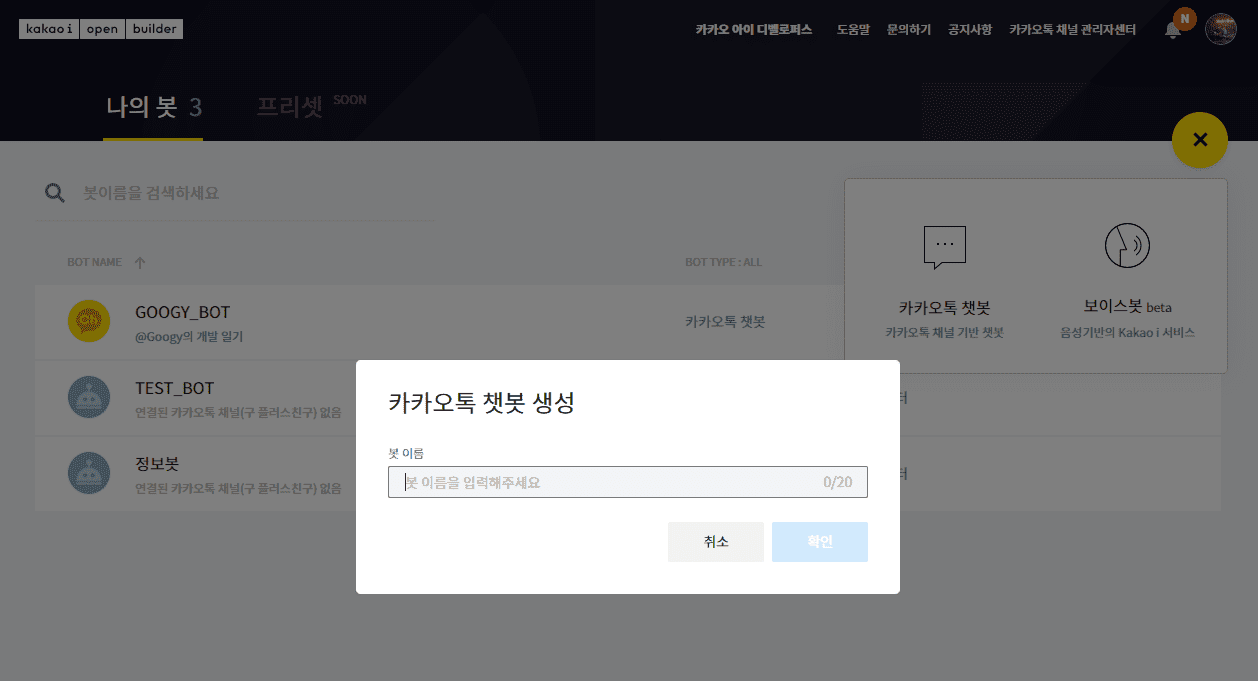 kakao i open builder
카카오 아이 디벨로퍼스 도움말 문의하기 공지사항 카카오톡 채널 관리자센터 N
나의 봇 3 프리셋 SOON
봇이름을 검색하세요
BOT NAME ↑ BOT TYPE : ALL
GOOGY_BOT
@Googy의 개발 일기
카카오톡 챗봇
TEST_BOT
연결된 카카오톡 채널(구 플러스친구) 없음
터
정보봇
연결된 카카오톡 채널(구 플러스친구) 없음
터
카카오톡 챗봇
카카오톡 채널 기반 챗봇
보이스봇 beta
음성기반의 Kakao i 서비스
카카오톡 챗봇 생성
봇 이름
봇 이름을 입력해주세요 0/20
취소 확인